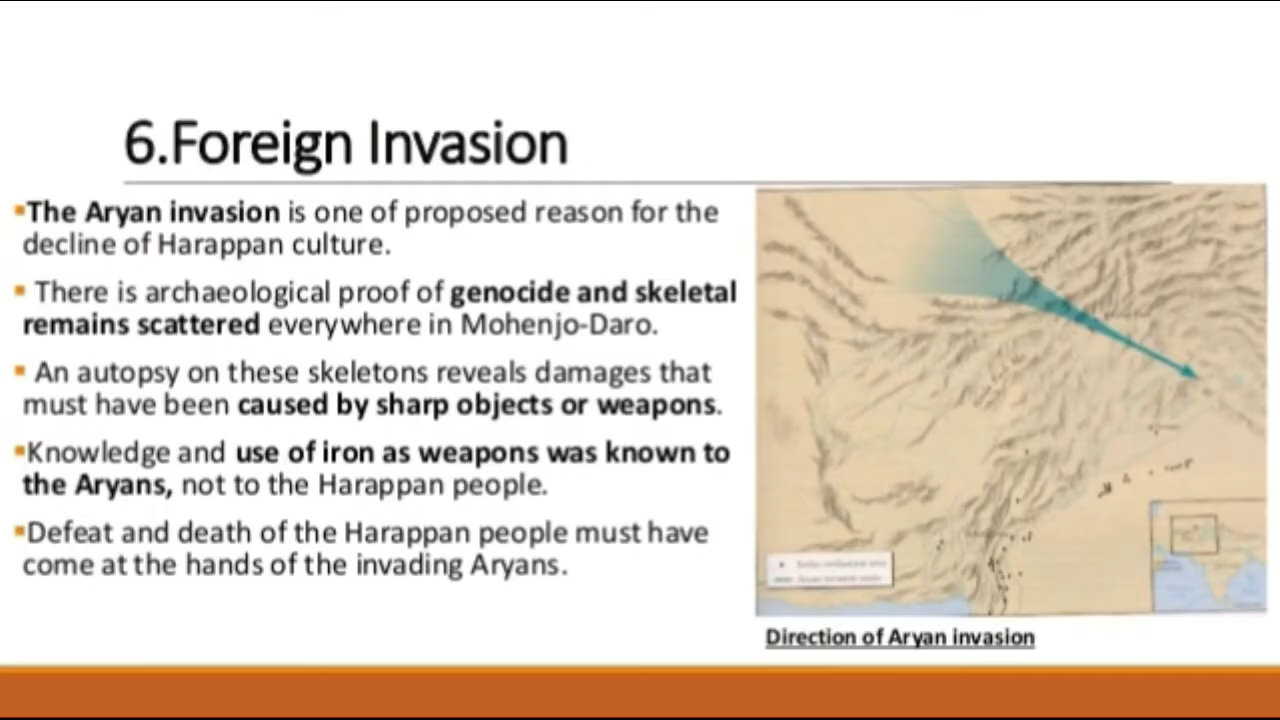 6.Foreign Invasion
▪The Aryan invasion is one of proposed reason for the
decline of Harappan culture.
▪ There is archaeological proof of genocide and skeletal
remains scattered everywhere in Mohenjo-Daro.
▪ An autopsy on these skeletons reveals damages that
must have been caused by sharp objects or weapons.
▪Knowledge and use of iron as weapons was known to
the Aryans, not to the Harappan people.
▪Defeat and death of the Harappan people must have
come at the hands of the invading Aryans.
Direction of Aryan invasion